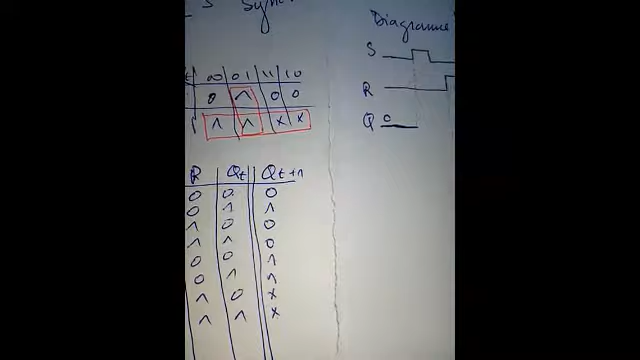 S Syn
Diagramme
S
t 00 01 11 10
0 1 0 0
R
1 1 x x
Q 0
R Qt Qt+1
0 0 0
0 1 1
1 0 0
1 1 0
0 0 1
0 1 1
1 0 x
1 1 x